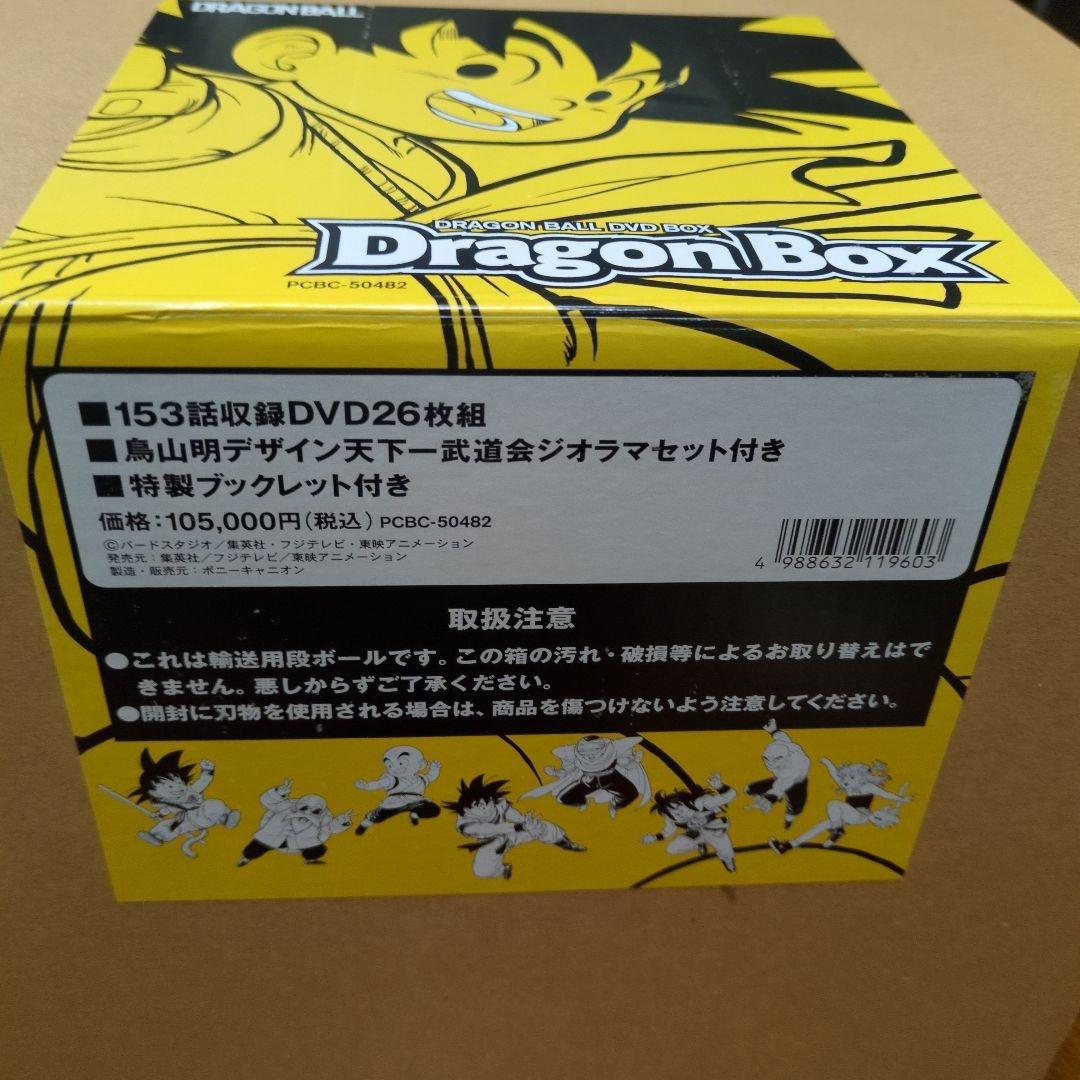 DRAGON BALL
DRAGON BALL DVD BOX
Dragon Box
PCBC-50482
■153話収録DVD26枚組
■鳥山明デザイン天下一武道会ジオラマセット付き
■特製ブックレット付き
価格:105,000円(税込) PCBC-50482
©バードスタジオ/集英社・フジテレビ・東映アニメーション
発売元:集英社/フジテレビ/東映アニメーション
製造・販売元:ポニーキャニオン
4 988632 119603
取扱注意
●これは輸送用段ボールです。この箱の汚れ・破損等によるお取り替えはで
きません。悪しからずご了承ください。
●開封に刃物を使用される場合は、商品を傷つけないよう注意してください。